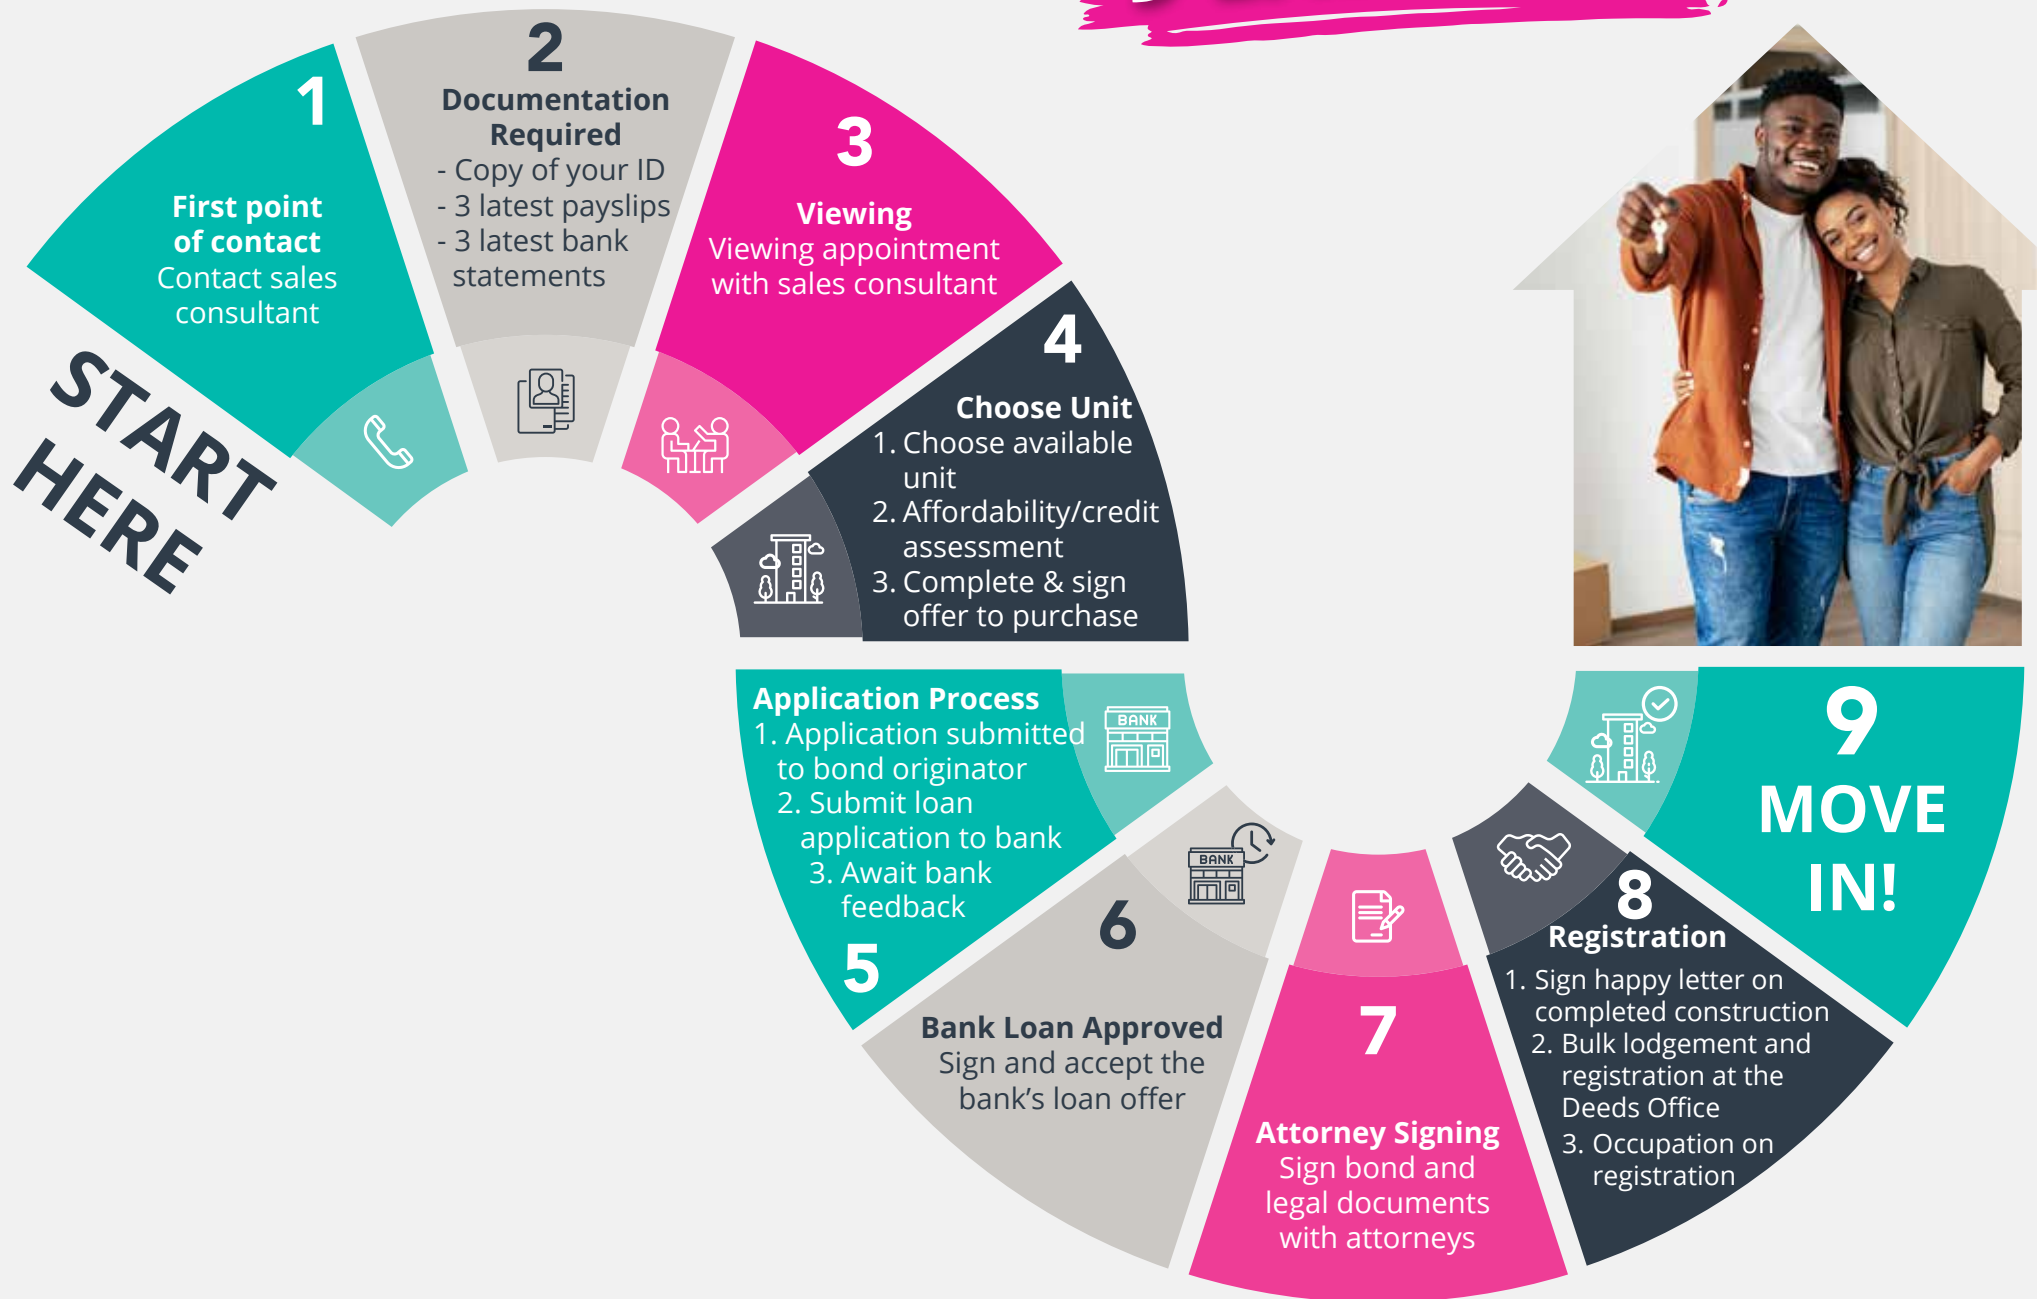 START
HERE
1
First point
of contact
Contact sales
consultant
2
Documentation
Required
- Copy of your ID
- 3 latest payslips
- 3 latest bank
statements
3
Viewing
Viewing appointment
with sales consultant
4
Choose Unit
1. Choose available
unit
2. Affordability/credit
assessment
3. Complete & sign
offer to purchase
Application Process
1. Application submitted
to bond originator
2. Submit loan
application to bank
3. Await bank
feedback
5
BANK
BANK
6
Bank Loan Approved
Sign and accept the
bank's loan offer
7
Attorney Signing
Sign bond and
legal documents
with attorneys
8
Registration
1. Sign happy letter on
completed construction
2. Bulk lodgement and
registration at the
Deeds Office
3. Occupation on
registration
9
MOVE
IN!